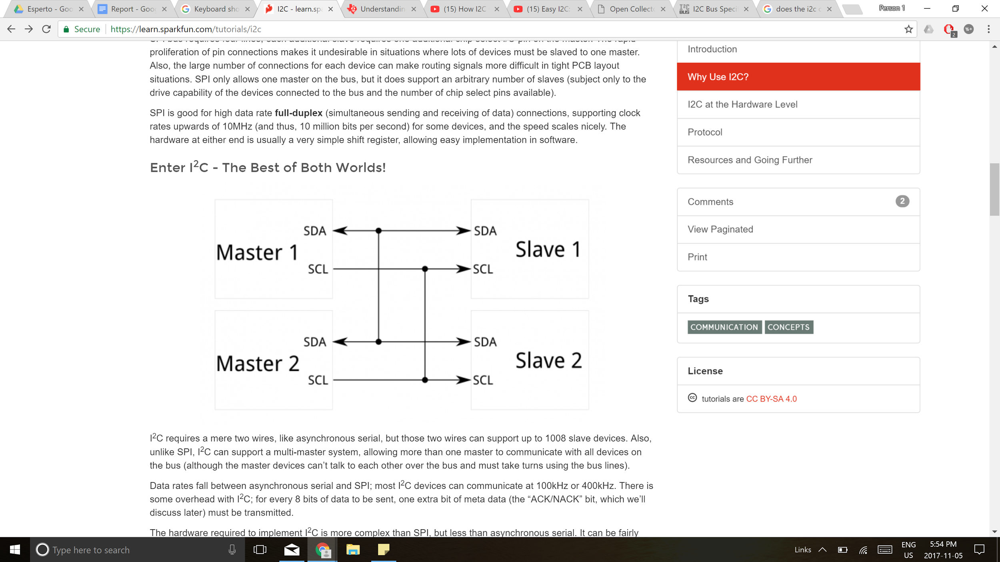 Esperto - Goo
Report - Goog
Keyboard sho
I2C - learn.spa
Understandin
(15) How I2C
(15) Easy I2C:
Open Collecto
I2C Bus Speci
does the i2c c
Person 1
Secure
https://learn.sparkfun.com/tutorials/i2c
2
W+
proliferation of pin connections makes it undesirable in situations where lots of devices must be slaved to one master.
Also, the large number of connections for each device can make routing signals more difficult in tight PCB layout
situations. SPI only allows one master on the bus, but it does support an arbitrary number of slaves (subject only to the
drive capability of the devices connected to the bus and the number of chip select pins available).
SPI is good for high data rate full-duplex (simultaneous sending and receiving of data) connections, supporting clock
rates upwards of 10MHz (and thus, 10 million bits per second) for some devices, and the speed scales nicely. The
hardware at either end is usually a very simple shift register, allowing easy implementation in software.
Enter I²C - The Best of Both Worlds!
Master 1
SDA
SCL
SDA
SCL
Slave 1
Master 2
SDA
SCL
SDA
SCL
Slave 2
I²C requires a mere two wires, like asynchronous serial, but those two wires can support up to 1008 slave devices. Also,
unlike SPI, I²C can support a multi-master system, allowing more than one master to communicate with all devices on
the bus (although the master devices can’t talk to each other over the bus and must take turns using the bus lines).
Data rates fall between asynchronous serial and SPI; most I²C devices can communicate at 100kHz or 400kHz. There is
some overhead with I²C; for every 8 bits of data to be sent, one extra bit of meta data (the “ACK/NACK” bit, which we’ll
discuss later) must be transmitted.
The hardware required to implement I²C is more complex than SPI, but less than asynchronous serial. It can be fairly
Introduction
Why Use I2C?
I2C at the Hardware Level
Protocol
Resources and Going Further
Comments 2
View Paginated
Print
Tags
COMMUNICATION CONCEPTS
License
cc tutorials are CC BY-SA 4.0
Type here to search
Links
ENG
US
5:54 PM
2017-11-05